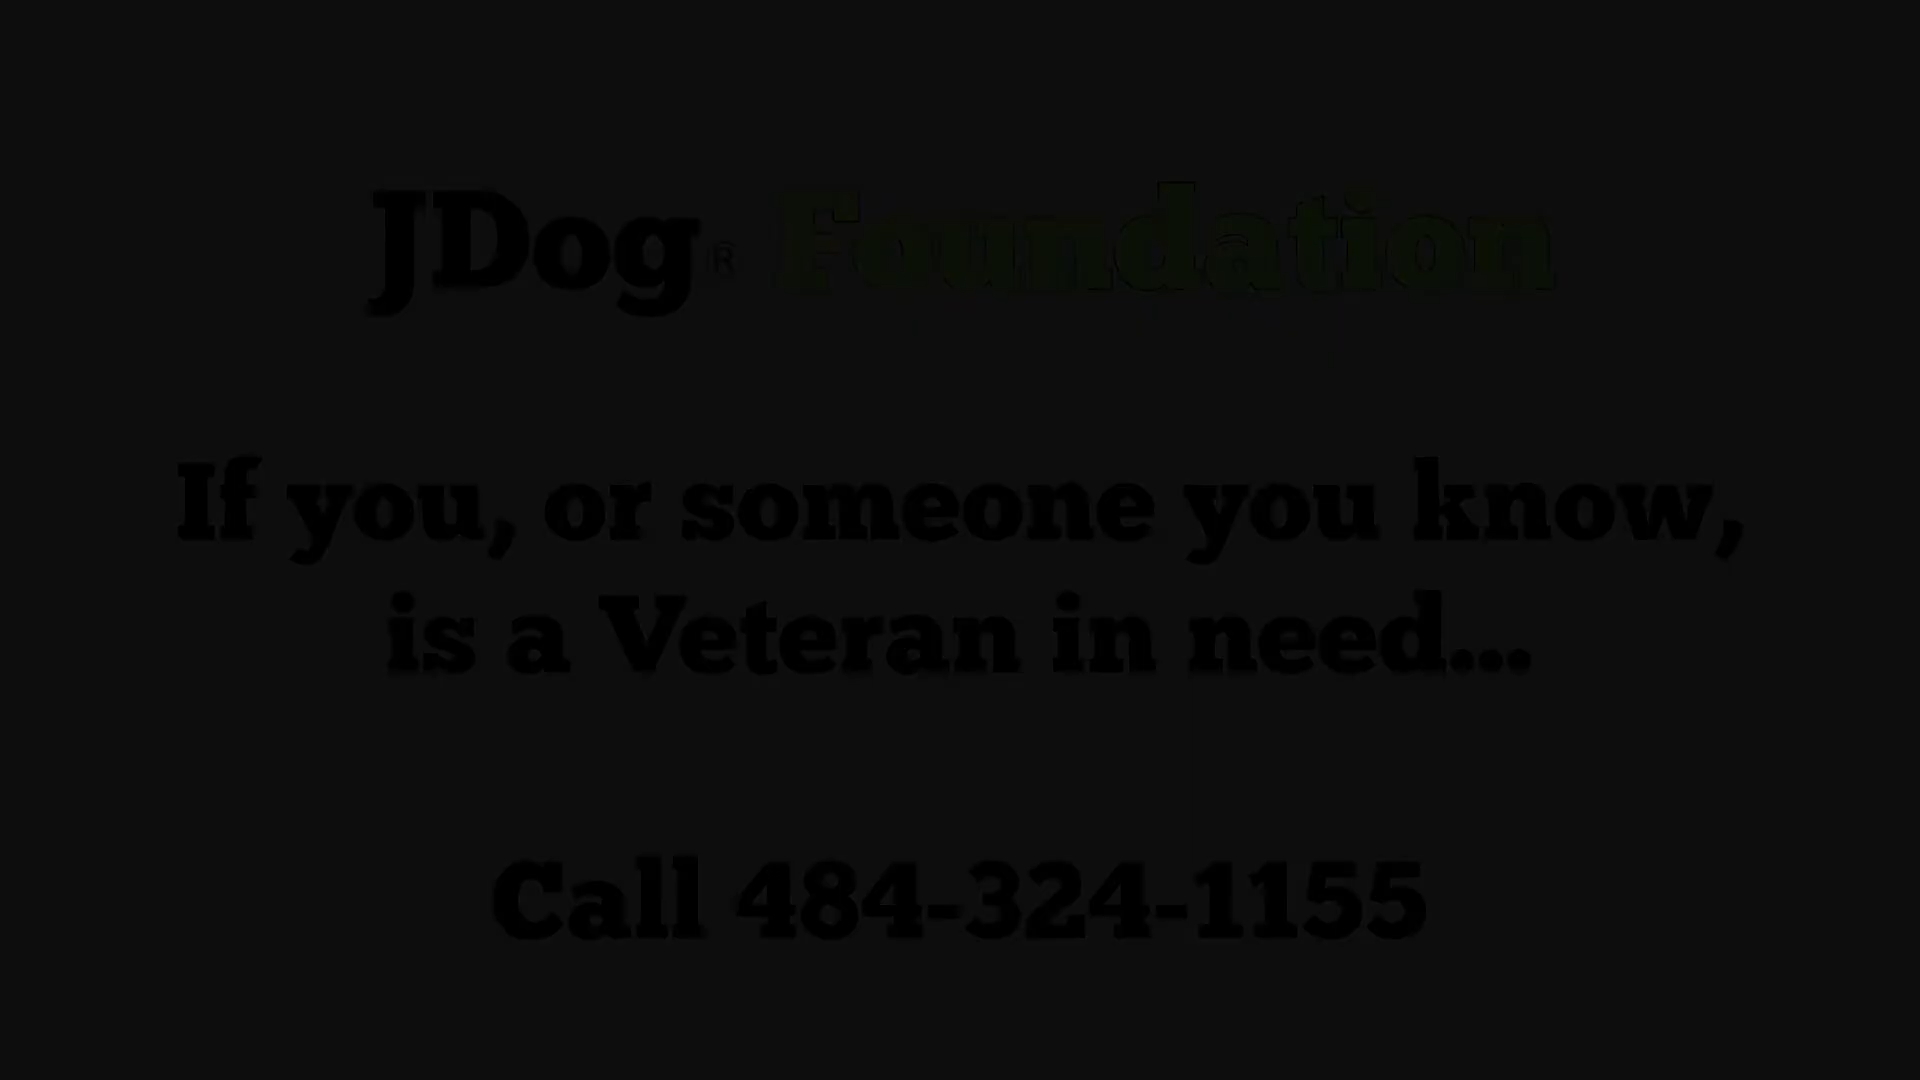 JDog® Foundation
If you, or someone you know,
is a Veteran in need...
Call 484-324-1155